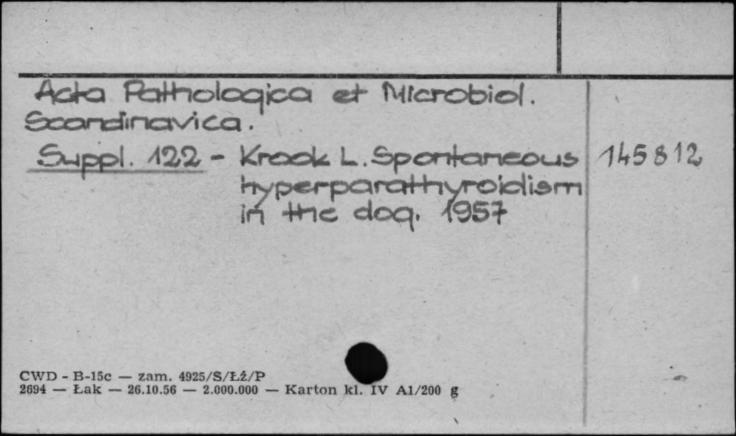 Acta Pathologica et Microbiol.
Scandinavica.
Suppl. 122 - Krook L. Spontaneous 145812
hyperparathyroidism
in the dog. 1957
CWD - B-15c — zam. 4925/S/Łż/P
2694 — Łak — 26.10.56 — 2.000.000 — Karton kl. IV A1/200 g